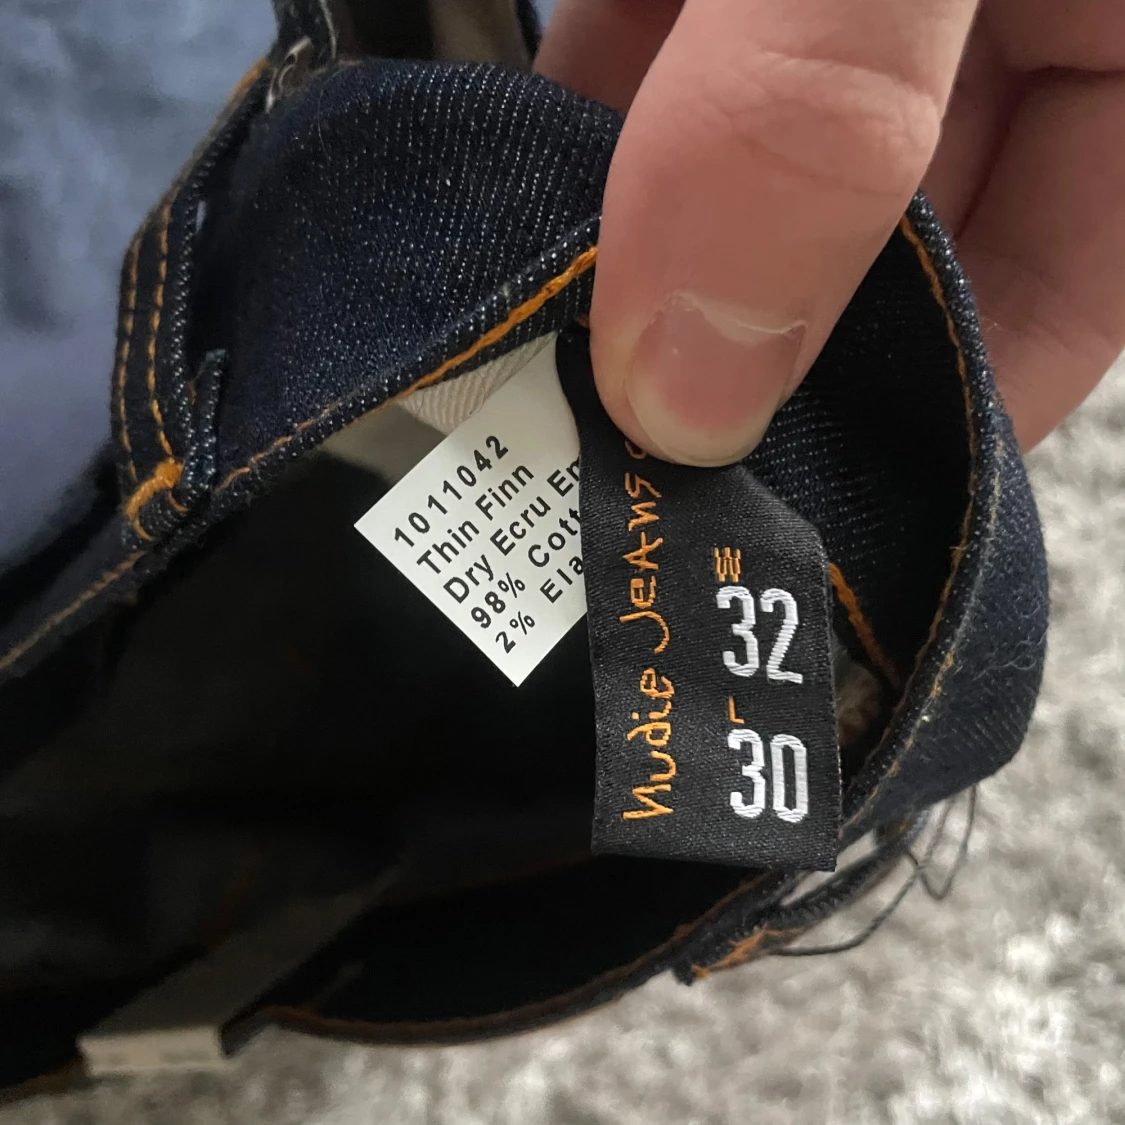 1011042
Thin Finn
Dry Ecru
98%
2%
Nudie Jeans
W
32
L
30